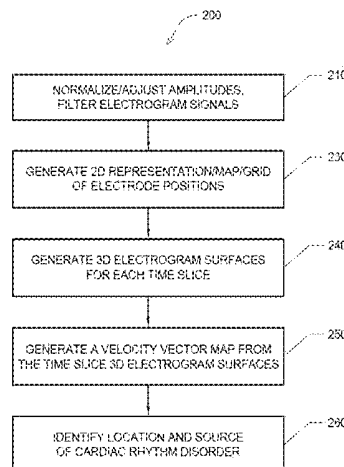 200
NORMALIZE/ADJUST AMPLITUDES,
FILTER ELECTROGRAM SIGNALS
210
GENERATE 2D REPRESENTATION/MAP/GRID
OF ELECTRODE POSITIONS
230
GENERATE 3D ELECTROGRAM SURFACES
FOR EACH TIME SLICE
240
GENERATE A VELOCITY VECTOR MAP FROM
THE TIME SLICE 3D ELECTROGRAM SURFACES
250
IDENTIFY LOCATION AND SOURCE
OF CARDIAC RHYTHM DISORDER
260